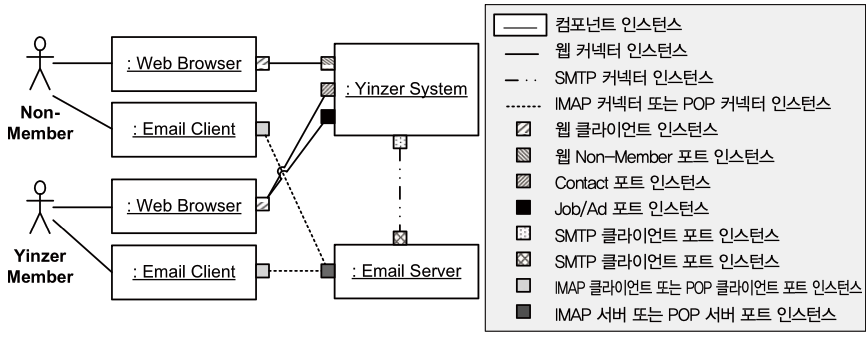 : Web Browser
Non-
Member
: Email Client
: Yinzer System
: Web Browser
Yinzer
Member
: Email Client
: Email Server
컴포넌트 인스턴스
웹 커넥터 인스턴스
SMTP 커넥터 인스턴스
IMAP 커넥터 또는 POP 커넥터 인스턴스
웹 클라이언트 인스턴스
웹 Non-Member 포트 인스턴스
Contact 포트 인스턴스
Job/Ad 포트 인스턴스
SMTP 클라이언트 포트 인스턴스
SMTP 클라이언트 포트 인스턴스
IMAP 클라이언트 또는 POP 클라이언트 포트 인스턴스
IMAP 서버 또는 POP 서버 포트 인스턴스